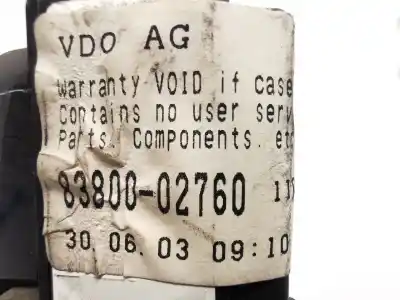 VDO AG
Warranty VOID if case
Contains no user serv
Parts. Components. etc
83800-02760 11
30.06.03 09:10